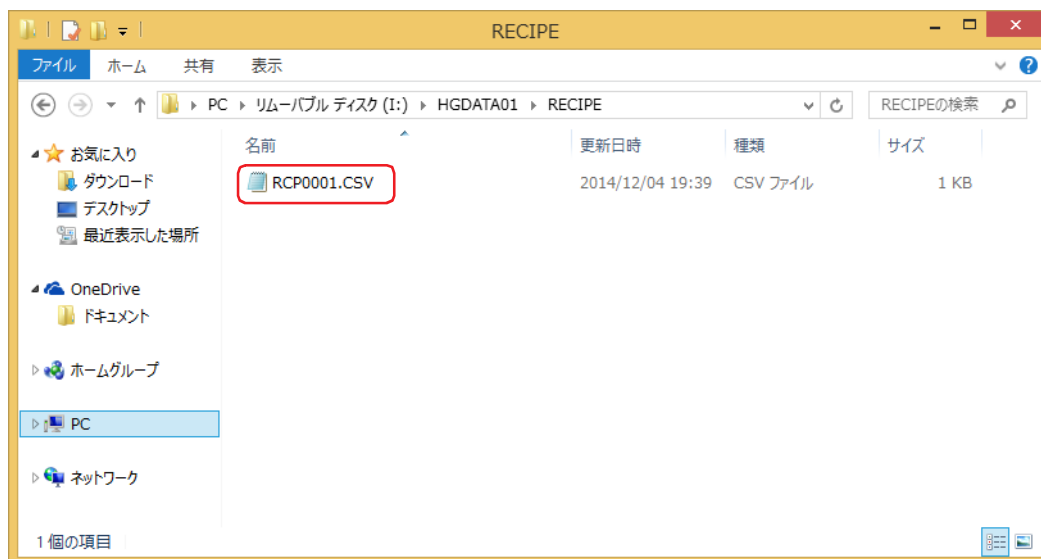 RECIPE
ファイル ホーム 共有 表示
PC リムーバブル ディスク (I:) HGDATA01 RECIPE RECIPEの検索
名前 更新日時 種類 サイズ
RCP0001.CSV 2014/12/04 19:39 CSV ファイル 1 KB
お気に入り
ダウンロード
デスクトップ
最近表示した場所
OneDrive
ドキュメント
ホームグループ
PC
ネットワーク
1 個の項目